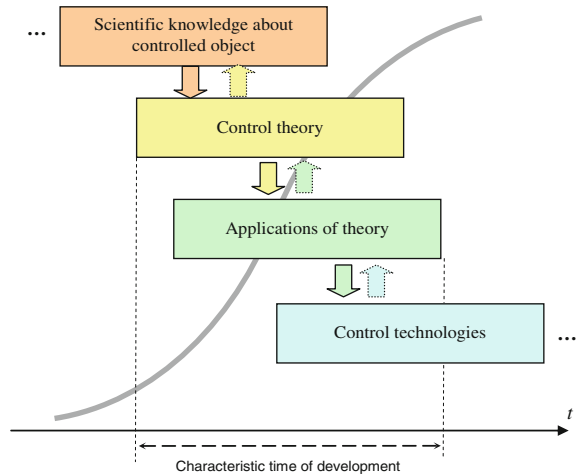 Scientific knowledge about
controlled object
...
Control theory
Applications of theory
Control technologies
...
t
Characteristic time of development